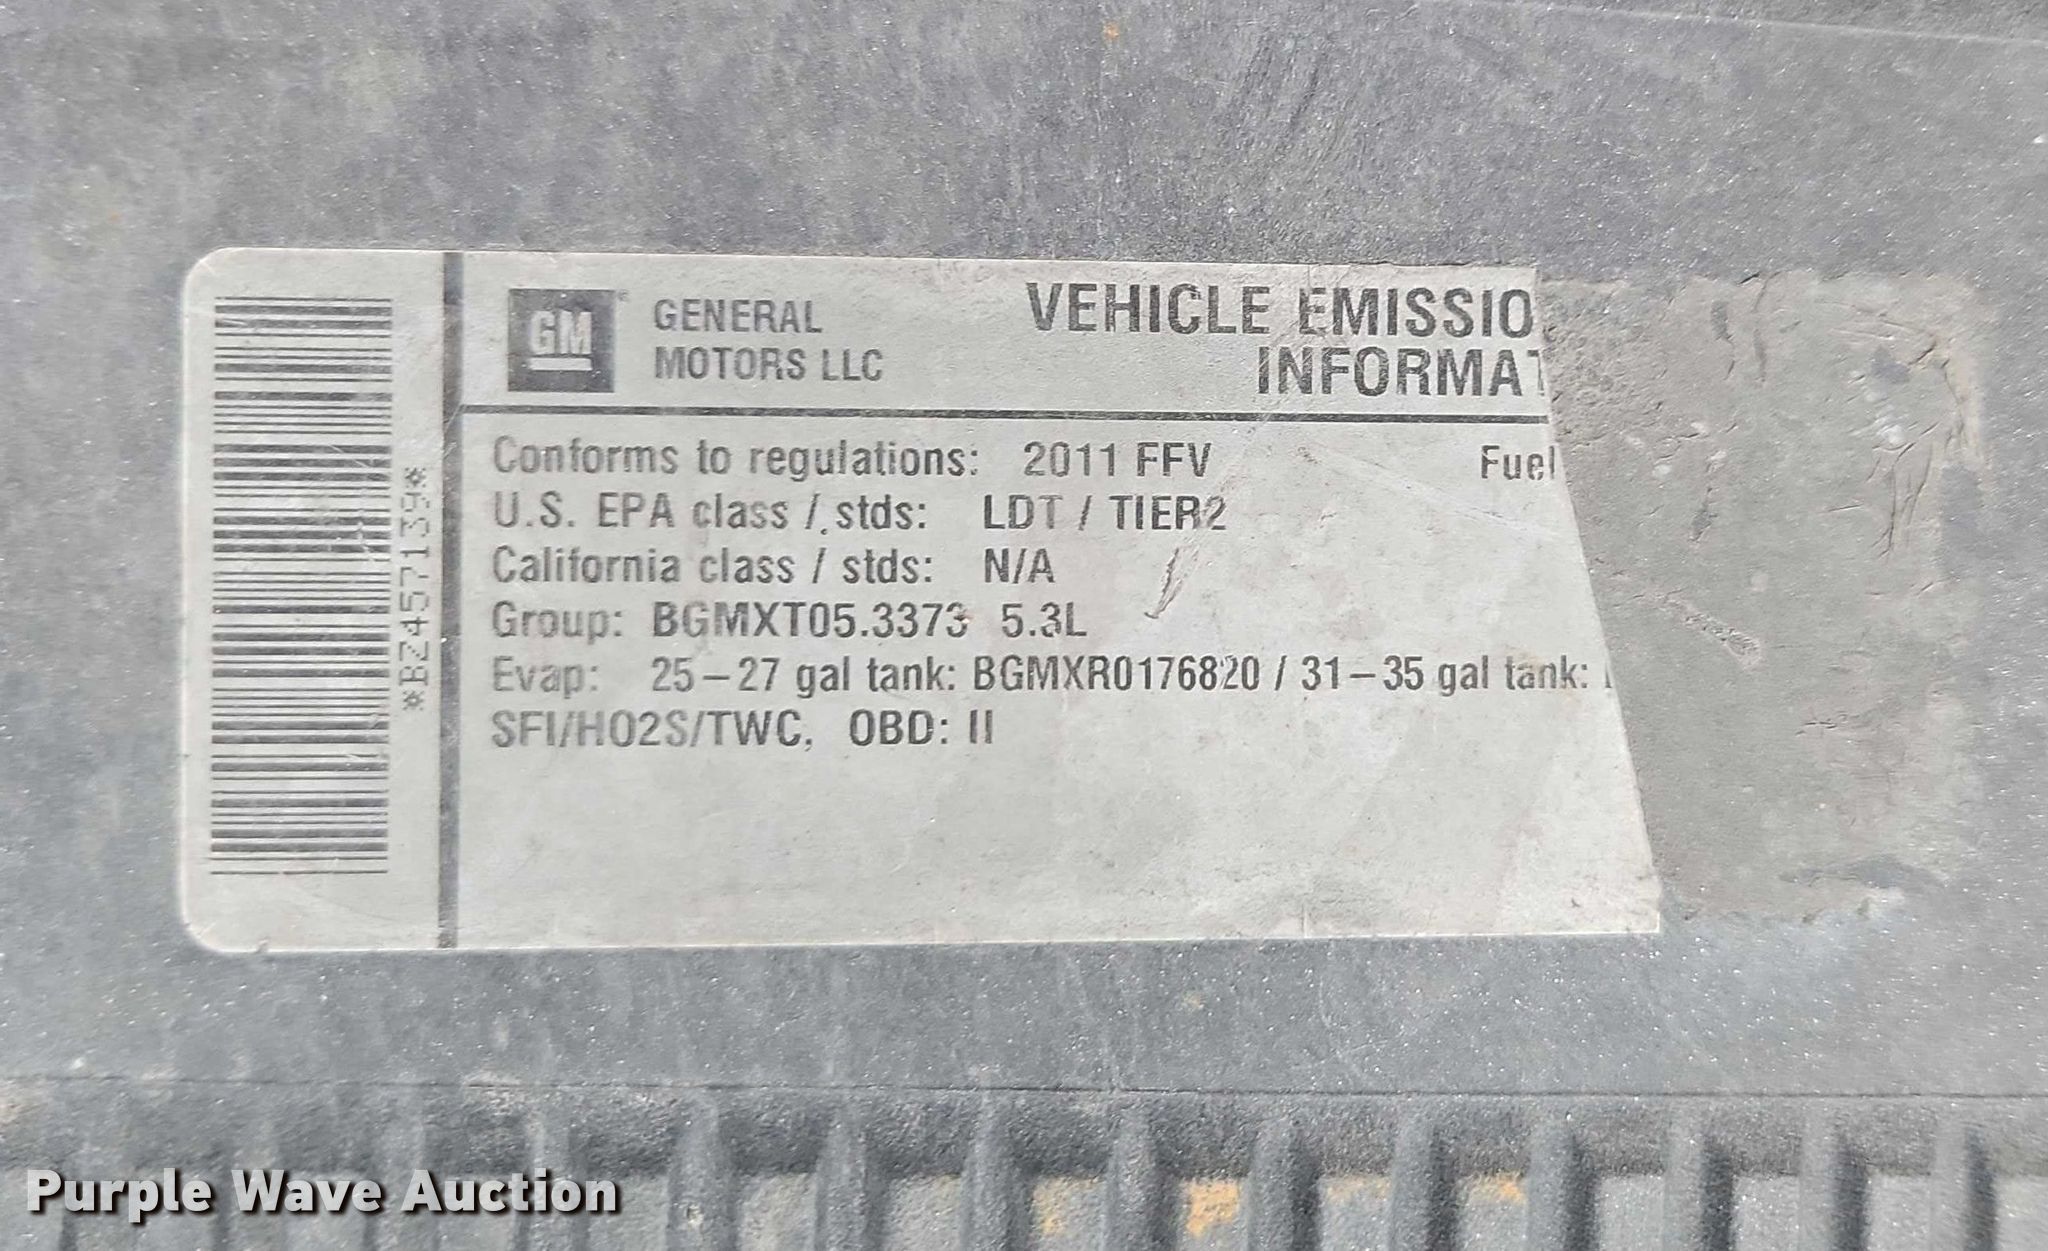 *BZ457139*
GM
GENERAL
MOTORS LLC
VEHICLE EMISSIO
INFORMAT
Conforms to regulations: 2011 FFV Fuel
U.S. EPA class / stds: LDT / TIER2
California class / stds: N/A
Group: BGMXT05.3373 5.3L
Evap: 25–27 gal tank: BGMXR0176820 / 31–35 gal tank:
SFI/HO2S/TWC, OBD: II
Purple Wave Auction